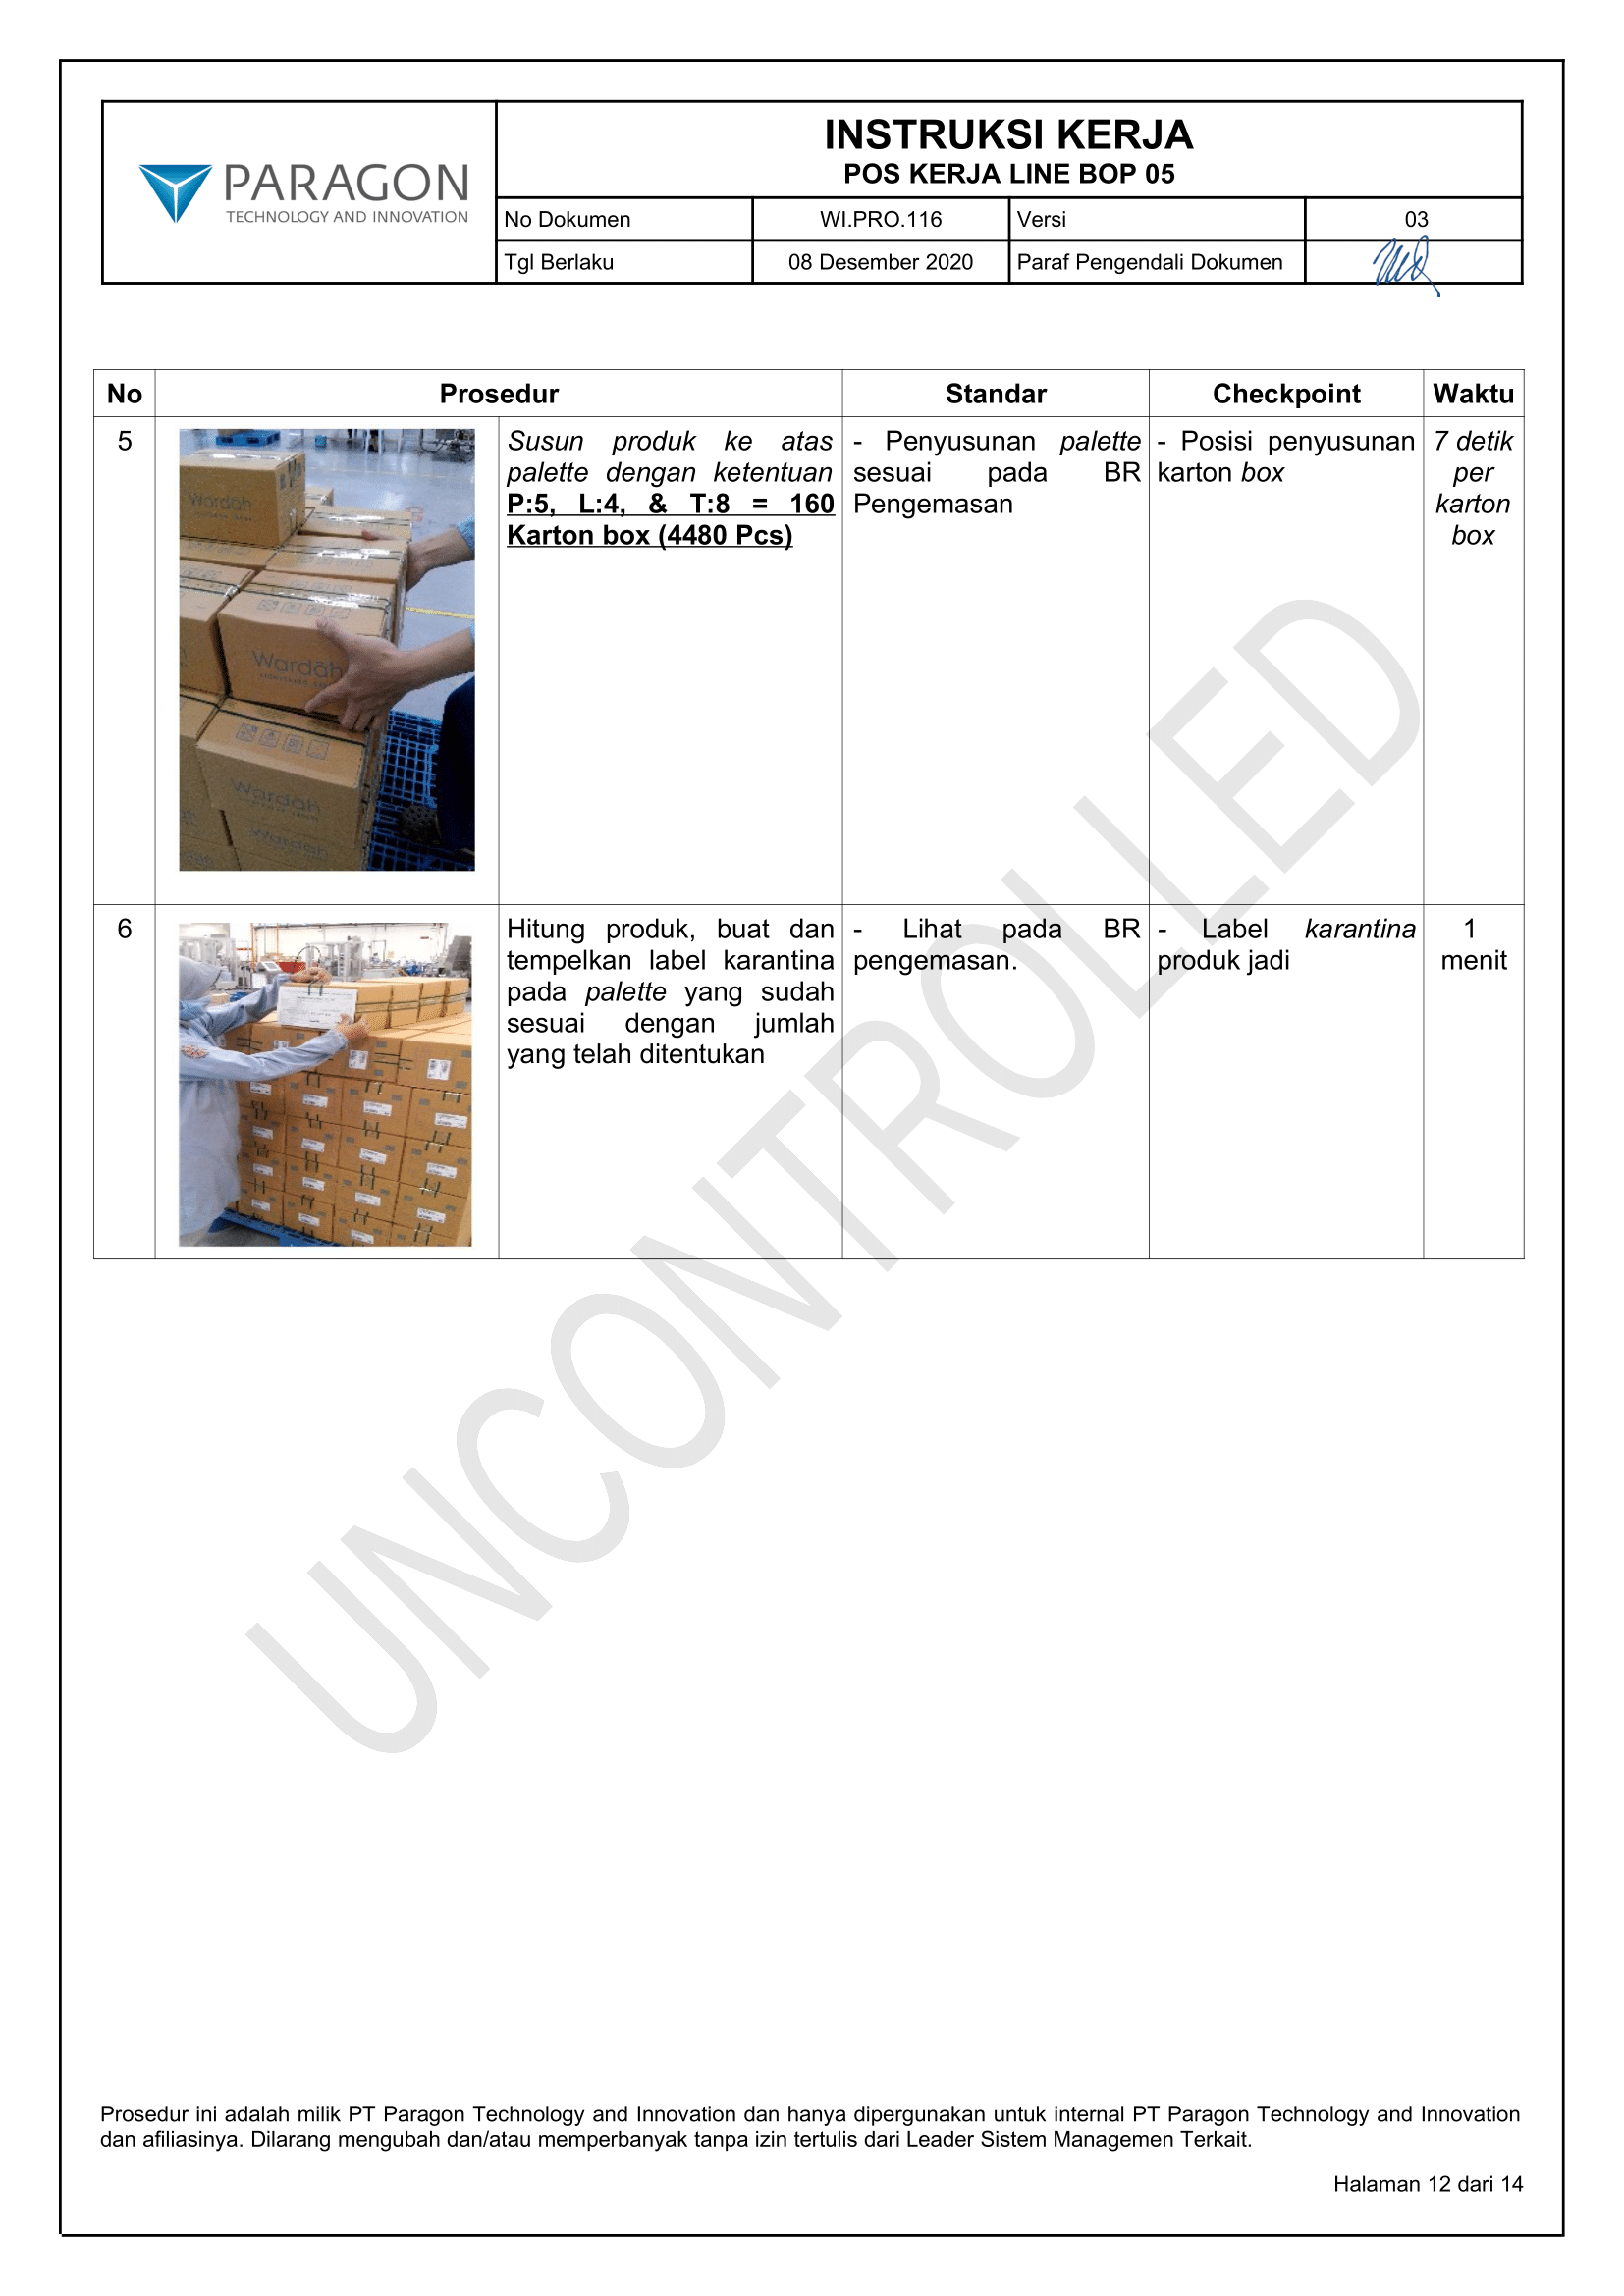 PARAGON
TECHNOLOGY AND INNOVATION
INSTRUKSI KERJA
POS KERJA LINE BOP 05
No Dokumen WI.PRO.116 Versi 03
Tgl Berlaku 08 Desember 2020 Paraf Pengendali Dokumen
No Prosedur Standar Checkpoint Waktu
5
Wardah
Wardah
Wardah
Wardah
Susun produk ke atas
palette dengan ketentuan
P:5, L:4, & T:8 = 160
Karton box (4480 Pcs)
- Penyusunan palette
sesuai pada BR
Pengemasan
- Posisi penyusunan
karton box
7 detik
per
karton
box
6
Hitung produk, buat dan
tempelkan label karantina
pada palette yang sudah
sesuai dengan jumlah
yang telah ditentukan
- Lihat pada BR
pengemasan.
- Label karantina
produk jadi
1
menit
UNCONTROLLED
Prosedur ini adalah milik PT Paragon Technology and Innovation dan hanya dipergunakan untuk internal PT Paragon Technology and Innovation
dan afiliasinya. Dilarang mengubah dan/atau memperbanyak tanpa izin tertulis dari Leader Sistem Managemen Terkait.
Halaman 12 dari 14